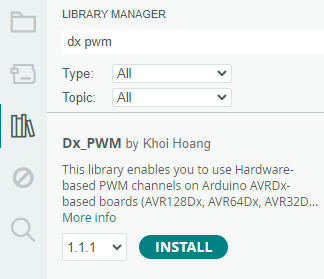 LIBRARY MANAGER
dx pwm
Type: All
Topic: All
Dx_PWM by Khoi Hoang
This library enables you to use Hardware-
based PWM channels on Arduino AVRDx-
based boards (AVR128Dx, AVR64Dx, AVR32D...
More info
1.1.1 INSTALL